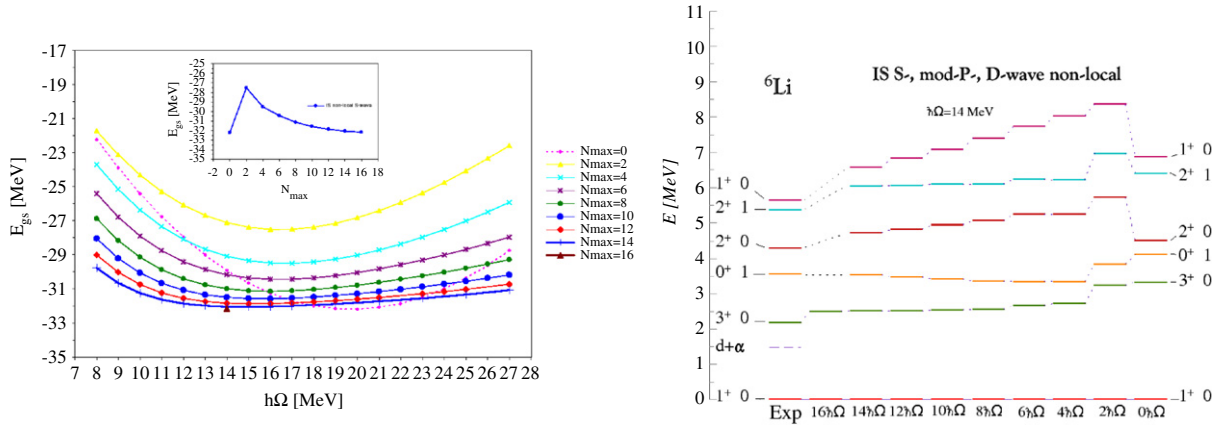 -17
-19
-21
-23
-25
-27
-29
-31
-33
-35
E_gs [MeV]
7 8 9 10 11 12 13 14 15 16 17 18 19 20 21 22 23 24 25 26 27 28
hΩ [MeV]
-25
-26
-27
-28
-29
-30
-31
-32
-33
-34
-35
E_gs [MeV]
-2 0 2 4 6 8 10 12 14 16 18
N_max
IS non-local S-wave
Nmax=0
Nmax=2
Nmax=4
Nmax=6
Nmax=8
Nmax=10
Nmax=12
Nmax=14
Nmax=16
11
10
9
8
7
6
5
4
3
2
1
0
E [MeV]
⁶Li
IS S-, mod-P-, D-wave non-local
ħΩ=14 MeV
1⁺ 0
2⁺ 1
2⁺ 0
0⁺ 1
3⁺ 0
d+α
1⁺ 0
1⁺ 0
2⁺ 1
2⁺ 0
0⁺ 1
3⁺ 0
1⁺ 0
Exp 16ħΩ 14ħΩ 12ħΩ 10ħΩ 8ħΩ 6ħΩ 4ħΩ 2ħΩ 0ħΩ